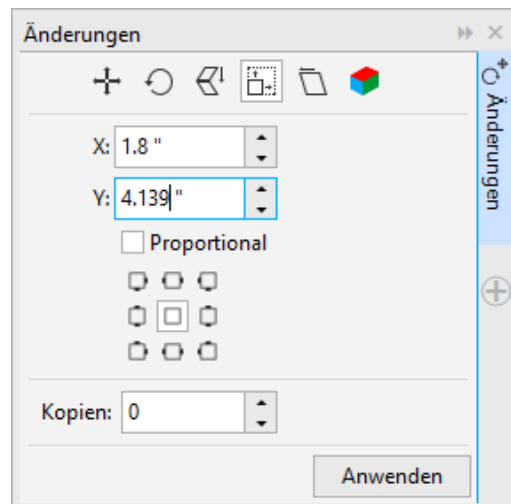 Änderungen
X: 1.8 "
Y: 4.139 "
Proportional
Kopien: 0
Anwenden
Änderungen